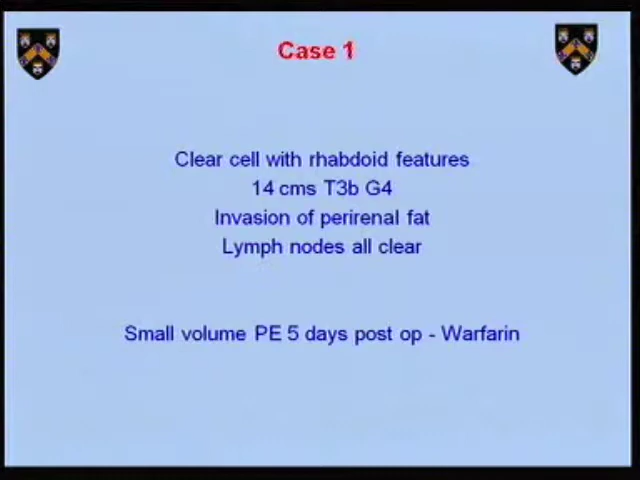 Case 1
Clear cell with rhabdoid features
14 cms T3b G4
Invasion of perirenal fat
Lymph nodes all clear
Small volume PE 5 days post op - Warfarin